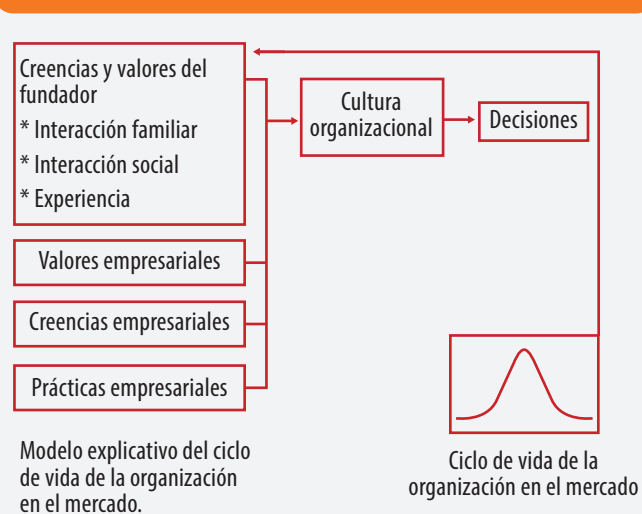 Creencias y valores del
fundador
* Interacción familiar
* Interacción social
* Experiencia
Valores empresariales
Creencias empresariales
Prácticas empresariales
Cultura
organizacional
Decisiones
Modelo explicativo del ciclo
de vida de la organización
en el mercado.
Ciclo de vida de la
organización en el mercado